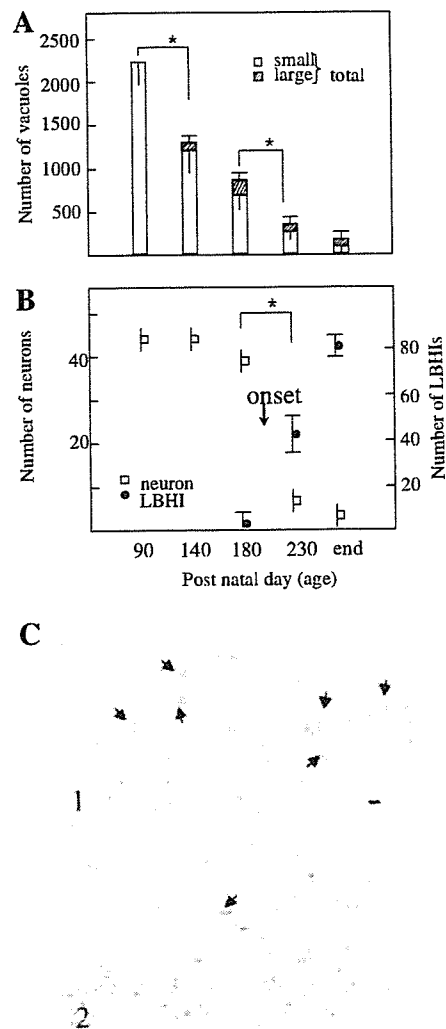 A
Number of vacuoles
2500
2000
1500
1000
500
*
*
small
large} total
B
Number of neurons
40
20
*
onset
neuron
LBHI
80
60
40
20
Number of LBHIs
90 140 180 230 end
Post natal day (age)
C
1
2